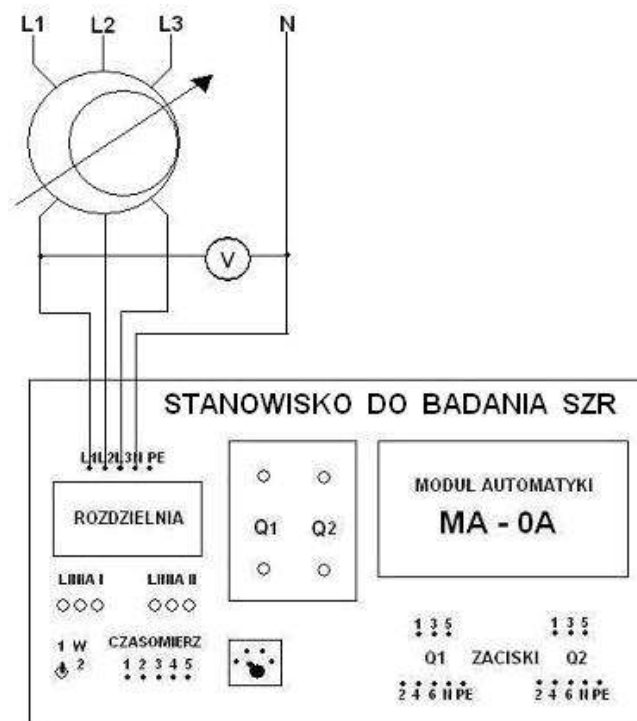 L1 L2 L3 N
V
STANOWISKO DO BADANIA SZR
L1L2L3N PE
ROZDZIELNIA
Q1 Q2
MODUŁ AUTOMATYKI
MA - 0A
LINIA I LINIA II
1 W
2
CZASOMIERZ
1 2 3 4 5
1 3 5 1 3 5
Q1 ZACISKI Q2
2 4 6 N PE 2 4 6 N PE